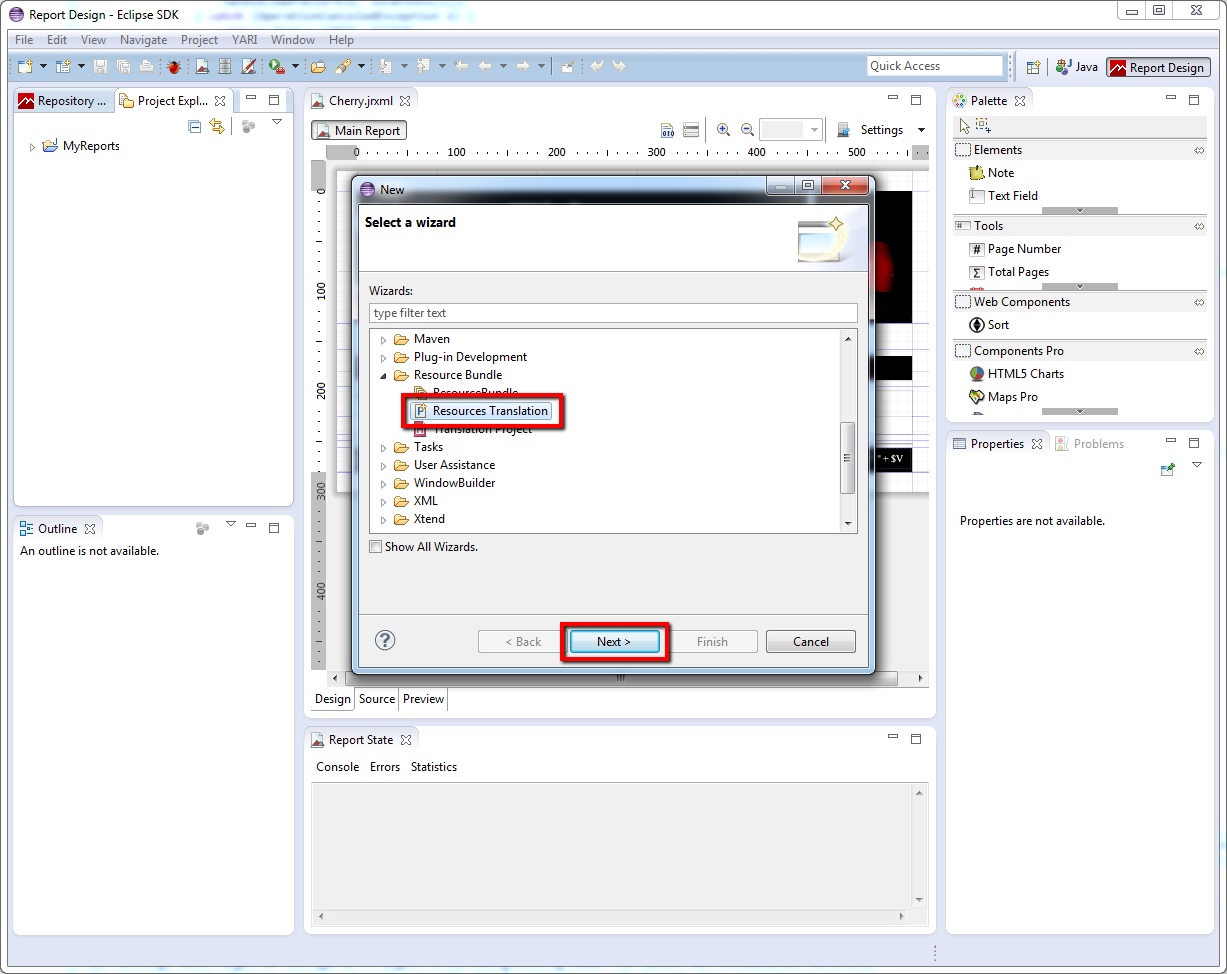 Report Design - Eclipse SDK
File Edit View Navigate Project YARI Window Help
Quick Access
Java
Report Design
Repository ...
Project Expl...
MyReports
Cherry.jrxml
Main Report
Settings
0 100 200 300 400 500
0
100
200
300
400
New
Select a wizard
Wizards:
type filter text
Maven
Plug-in Development
Resource Bundle
ResourceBundle
Resources Translation
Translation Project
Tasks
User Assistance
WindowBuilder
XML
Xtend
Show All Wizards.
< Back
Next >
Finish
Cancel
" + $V
Design Source Preview
Palette
Elements
Note
Text Field
Tools
Page Number
Total Pages
Web Components
Sort
Components Pro
HTML5 Charts
Maps Pro
Properties
Problems
Properties are not available.
Outline
An outline is not available.
Report State
Console Errors Statistics